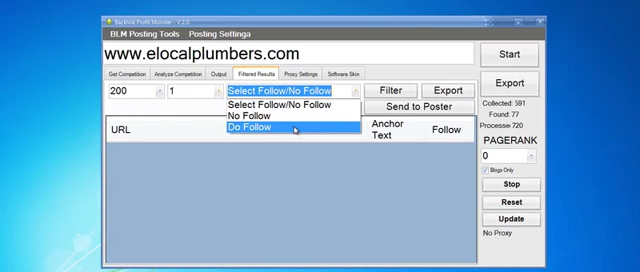 Backlink Profit Monster : V 2.0
BLM Posting Tools Posting Settinga
www.elocalplumbers.com
Start
Get Competition Analyze Competition Output Filtered Results Proxy Settings Software Skin
Export
200 1 Select Follow/No Follow Filter Export
Select Follow/No Follow
No Follow
Do Follow
Send to Poster
Collected: 591
Found: 77
Processe 720
URL Anchor Text Follow
PAGERANK
0
Blogs Only
Stop
Reset
Update
No Proxy